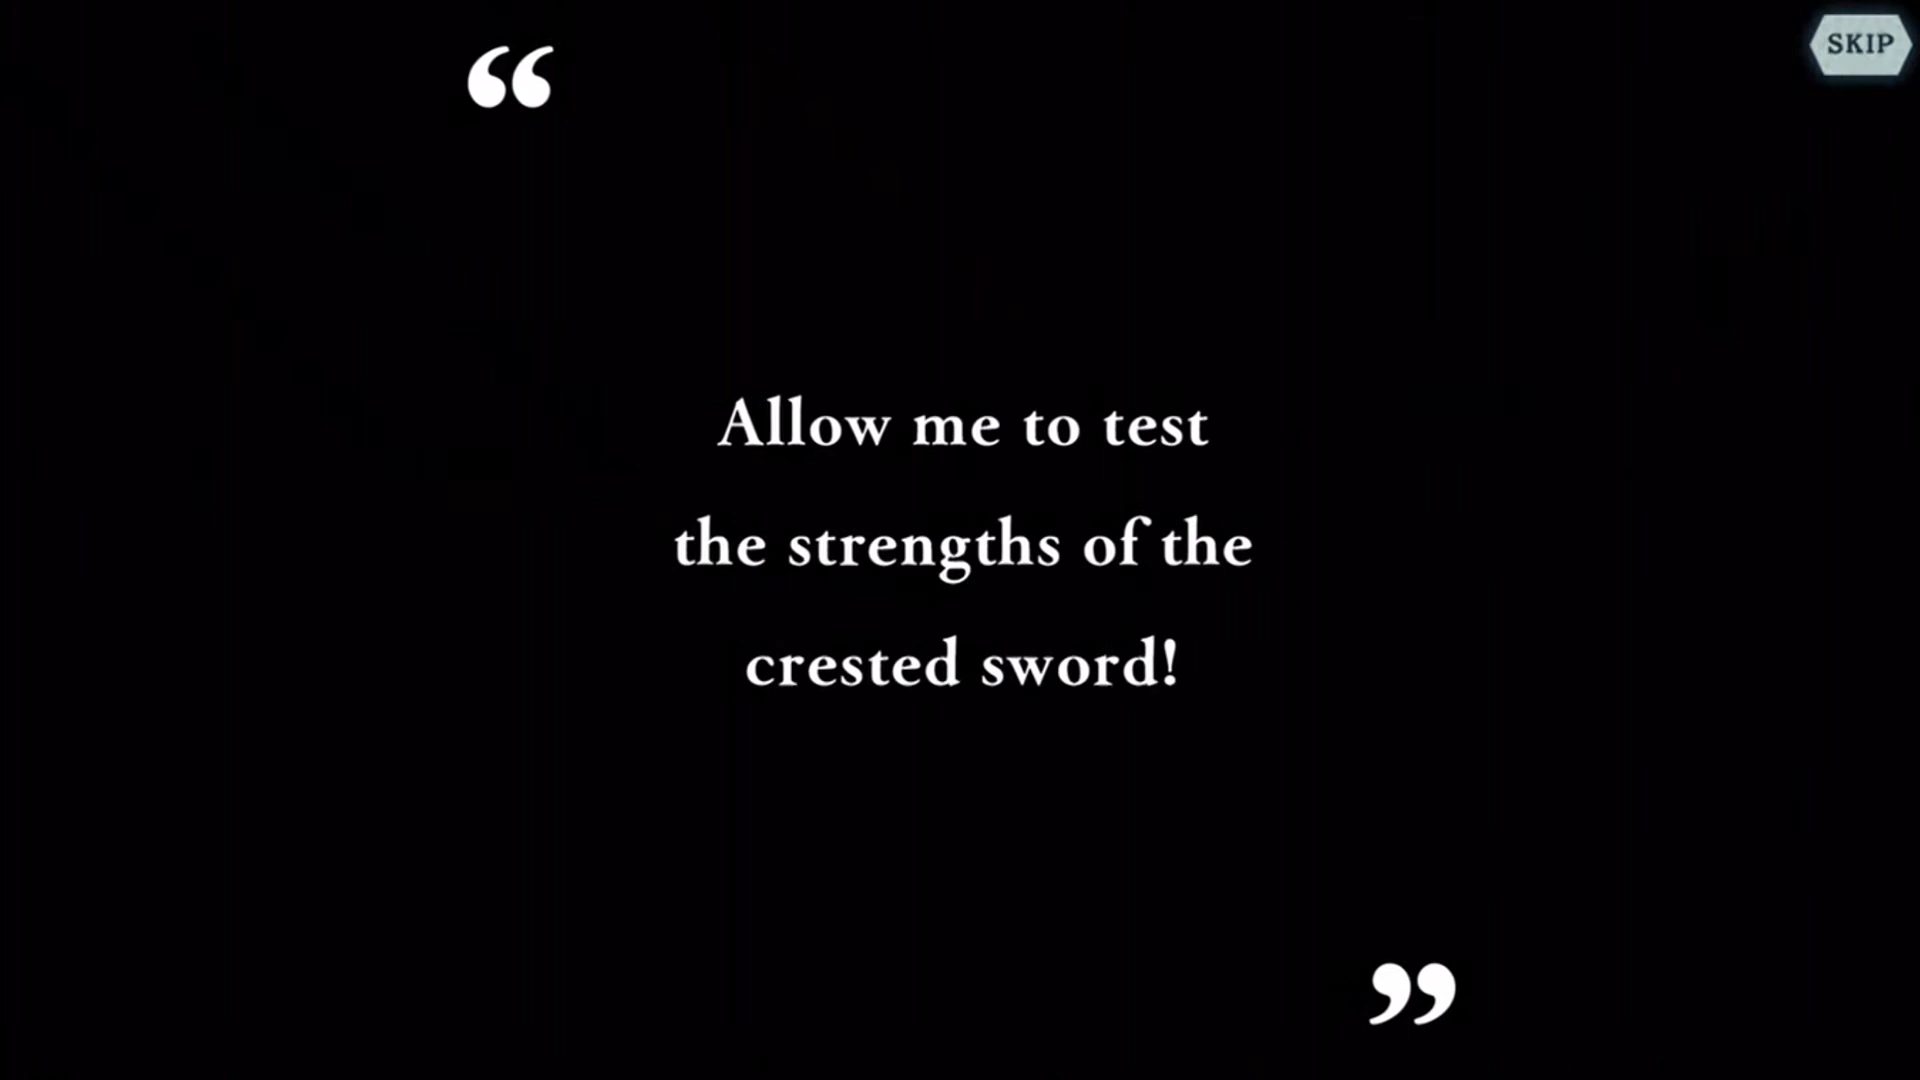 SKIP
“
Allow me to test
the strengths of the
crested sword!
”